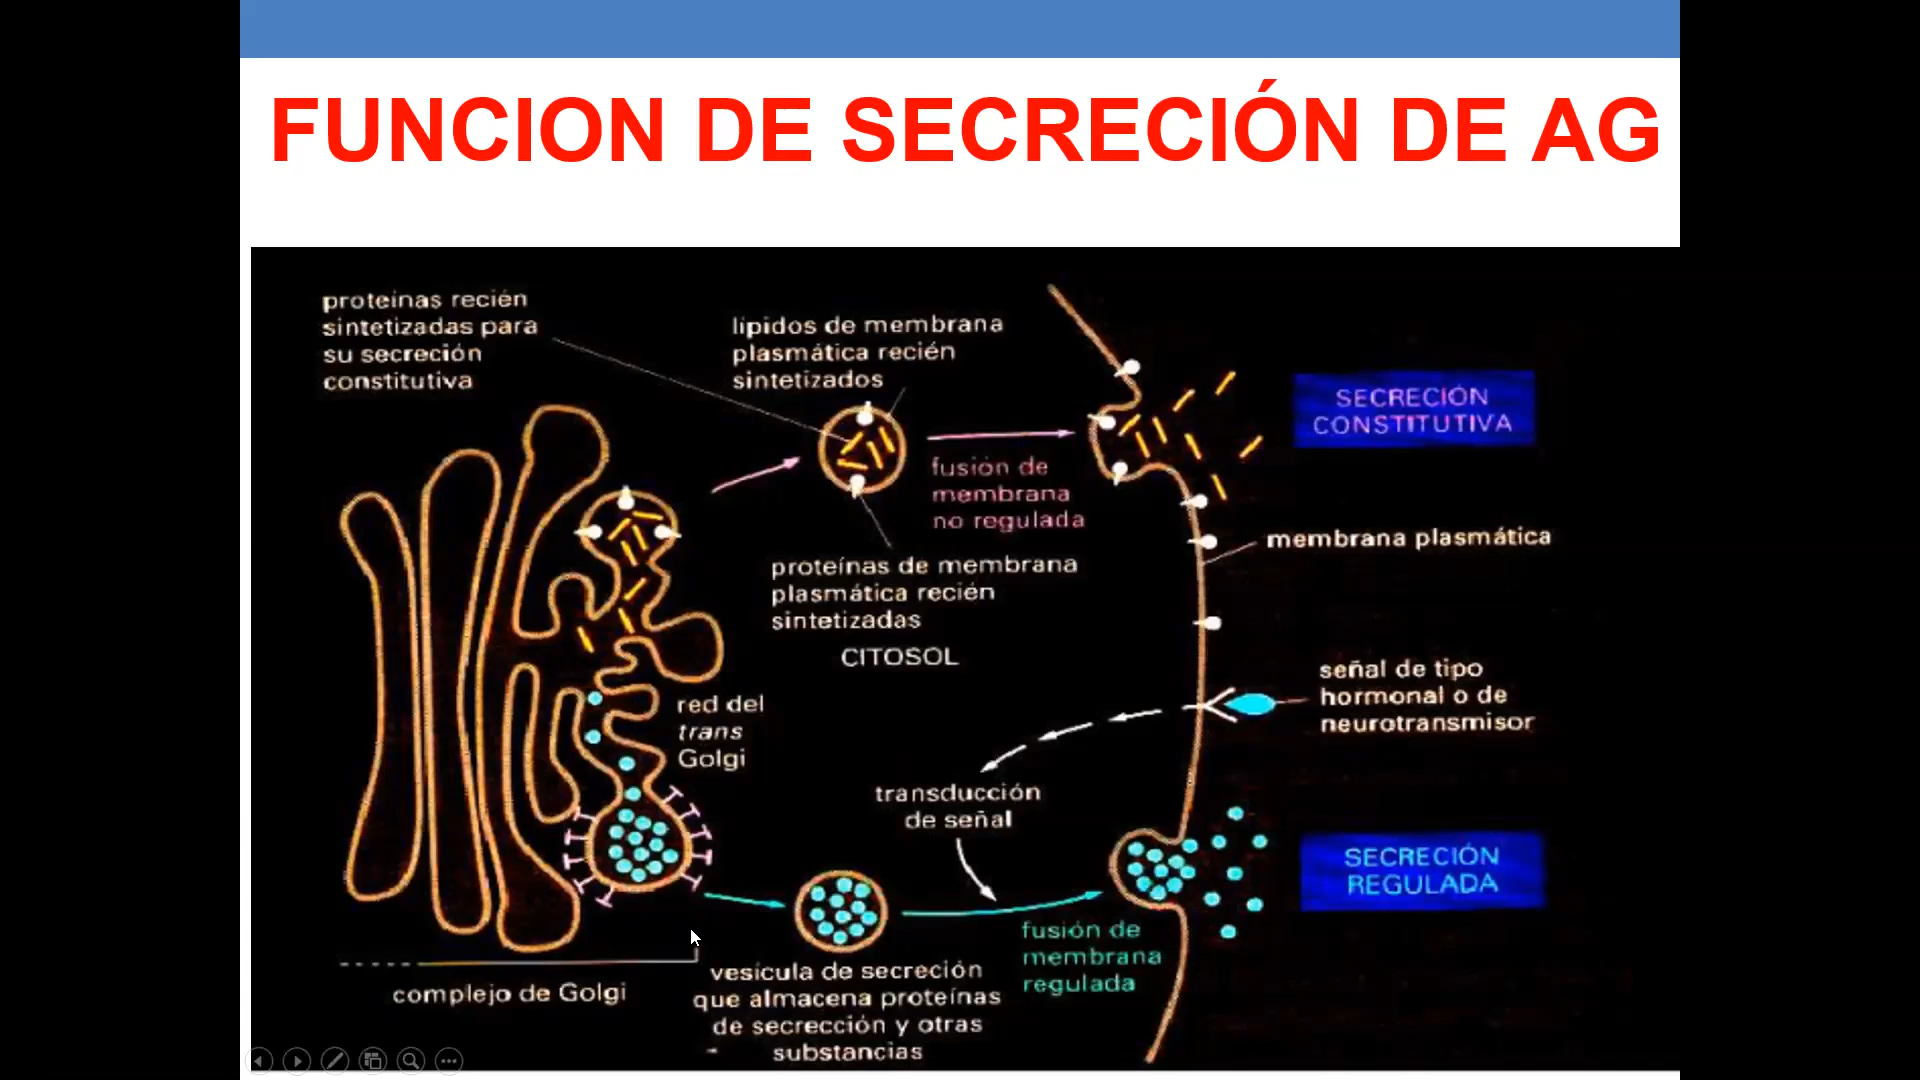 FUNCION DE SECRECIÓN DE AG
proteínas recién
sintetizadas para
su secreción
constitutiva
lípidos de membrana
plasmática recién
sintetizados
SECRECIÓN
CONSTITUTIVA
fusión de
membrana
no regulada
membrana plasmática
proteínas de membrana
plasmática recién
sintetizadas
CITOSOL
red del
trans
Golgi
señal de tipo
hormonal o de
neurotransmisor
transducción
de señal
SECRECIÓN
REGULADA
fusión de
membrana
regulada
complejo de Golgi
vesícula de secreción
que almacena proteínas
de secrección y otras
substancias